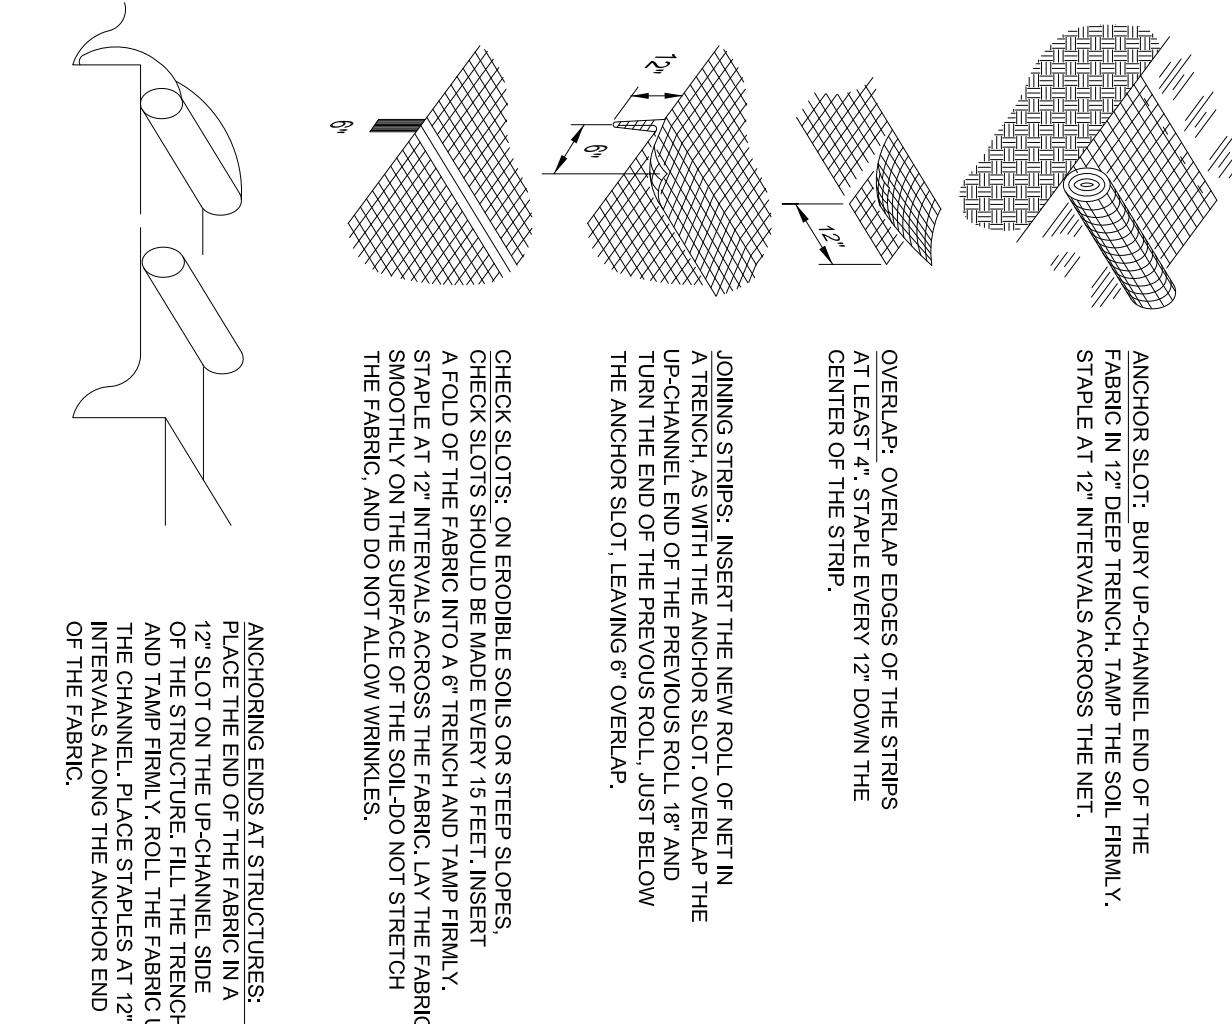 ANCHOR SLOT: BURY UP-CHANNEL END OF THE
FABRIC IN 12" DEEP TRENCH. TAMP THE SOIL FIRMLY.
STAPLE AT 12" INTERVALS ACROSS THE NET.
12"
OVERLAP: OVERLAP EDGES OF THE STRIPS
AT LEAST 4". STAPLE EVERY 12" DOWN THE
CENTER OF THE STRIP.
12"
6"
JOINING STRIPS: INSERT THE NEW ROLL OF NET IN
A TRENCH, AS WITH THE ANCHOR SLOT. OVERLAP THE
UP-CHANNEL END OF THE PREVIOUS ROLL 18" AND
TURN THE END OF THE PREVOUS ROLL, JUST BELOW
THE ANCHOR SLOT, LEAVING 6" OVERLAP.
6"
CHECK SLOTS: ON ERODIBLE SOILS OR STEEP SLOPES,
CHECK SLOTS SHOULD BE MADE EVERY 15 FEET. INSERT
A FOLD OF THE FABRIC INTO A 6" TRENCH AND TAMP FIRMLY.
STAPLE AT 12" INTERVALS ACROSS THE FABRIC. LAY THE FABRIC
SMOOTHLY ON THE SURFACE OF THE SOIL-DO NOT STRETCH
THE FABRIC, AND DO NOT ALLOW WRINKLES.
ANCHORING ENDS AT STRUCTURES:
PLACE THE END OF THE FABRIC IN A
12" SLOT ON THE UP-CHANNEL SIDE
OF THE STRUCTURE. FILL THE TRENCH
AND TAMP FIRMLY. ROLL THE FABRIC
THE CHANNEL. PLACE STAPLES AT 12"
INTERVALS ALONG THE ANCHOR END
OF THE FABRIC.